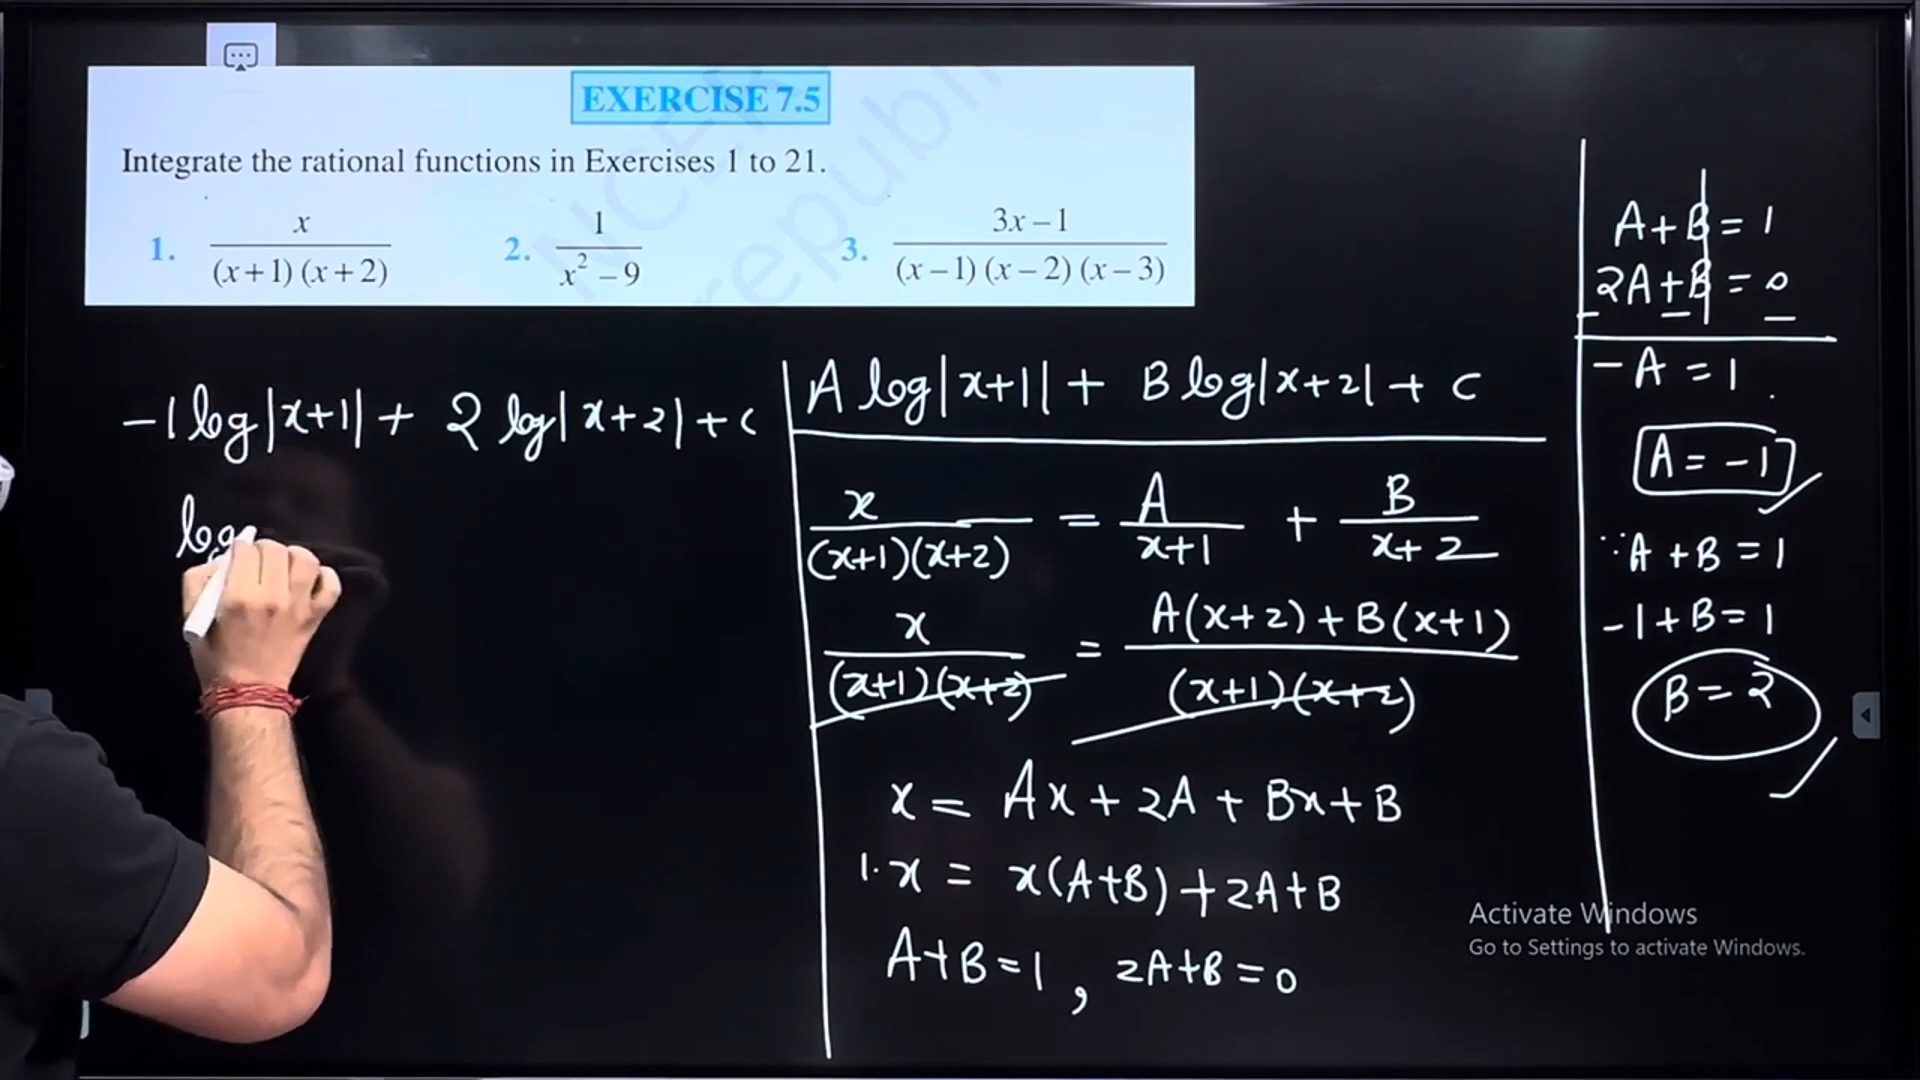 EXERCISE 7.5
Integrate the rational functions in Exercises 1 to 21.
1. x/((x+1)(x+2)) 2. 1/(x² – 9) 3. (3x – 1)/((x – 1)(x – 2)(x – 3))
-1 log|x+1| + 2 log|x+2| + c
log
A log|x+1| + B log|x+2| + C
x/((x+1)(x+2)) = A/(x+1) + B/(x+2)
x/((x+1)(x+2)) = (A(x+2)+B(x+1))/((x+1)(x+2))
x = Ax + 2A + Bx + B
1·x = x(A+B) + 2A+B
A+B=1, 2A+B=0
A+B=1
2A+B=0
- - -
-A = 1
A = -1
∵ A+B=1
-1+B=1
B=2
Activate Windows
Go to Settings to activate Windows.